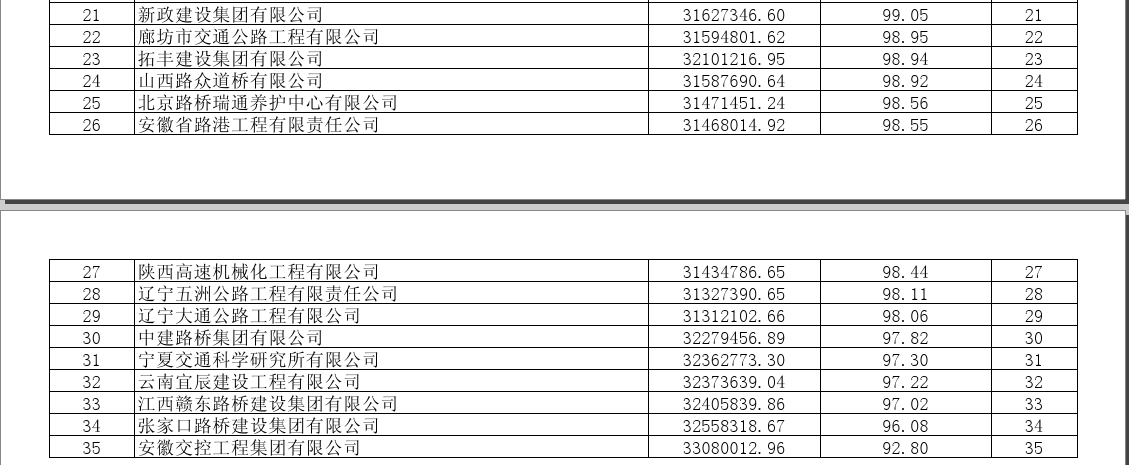 21 新政建设集团有限公司 31627346.60 99.05 21
22 廊坊市交通公路工程有限公司 31594801.62 98.95 22
23 拓丰建设集团有限公司 32101216.95 98.94 23
24 山西路众道桥有限公司 31587690.64 98.92 24
25 北京路桥瑞通养护中心有限公司 31471451.24 98.56 25
26 安徽省路港工程有限责任公司 31468014.92 98.55 26
27 陕西高速机械化工程有限公司 31434786.65 98.44 27
28 辽宁五洲公路工程有限责任公司 31327390.65 98.11 28
29 辽宁大通公路工程有限公司 31312102.66 98.06 29
30 中建路桥集团有限公司 32279456.89 97.82 30
31 宁夏交通科学研究所有限公司 32362773.30 97.30 31
32 云南宜辰建设工程有限公司 32373639.04 97.22 32
33 江西赣东路桥建设集团有限公司 32405839.86 97.02 33
34 张家口路桥建设集团有限公司 32558318.67 96.08 34
35 安徽交控工程集团有限公司 33080012.96 92.80 35